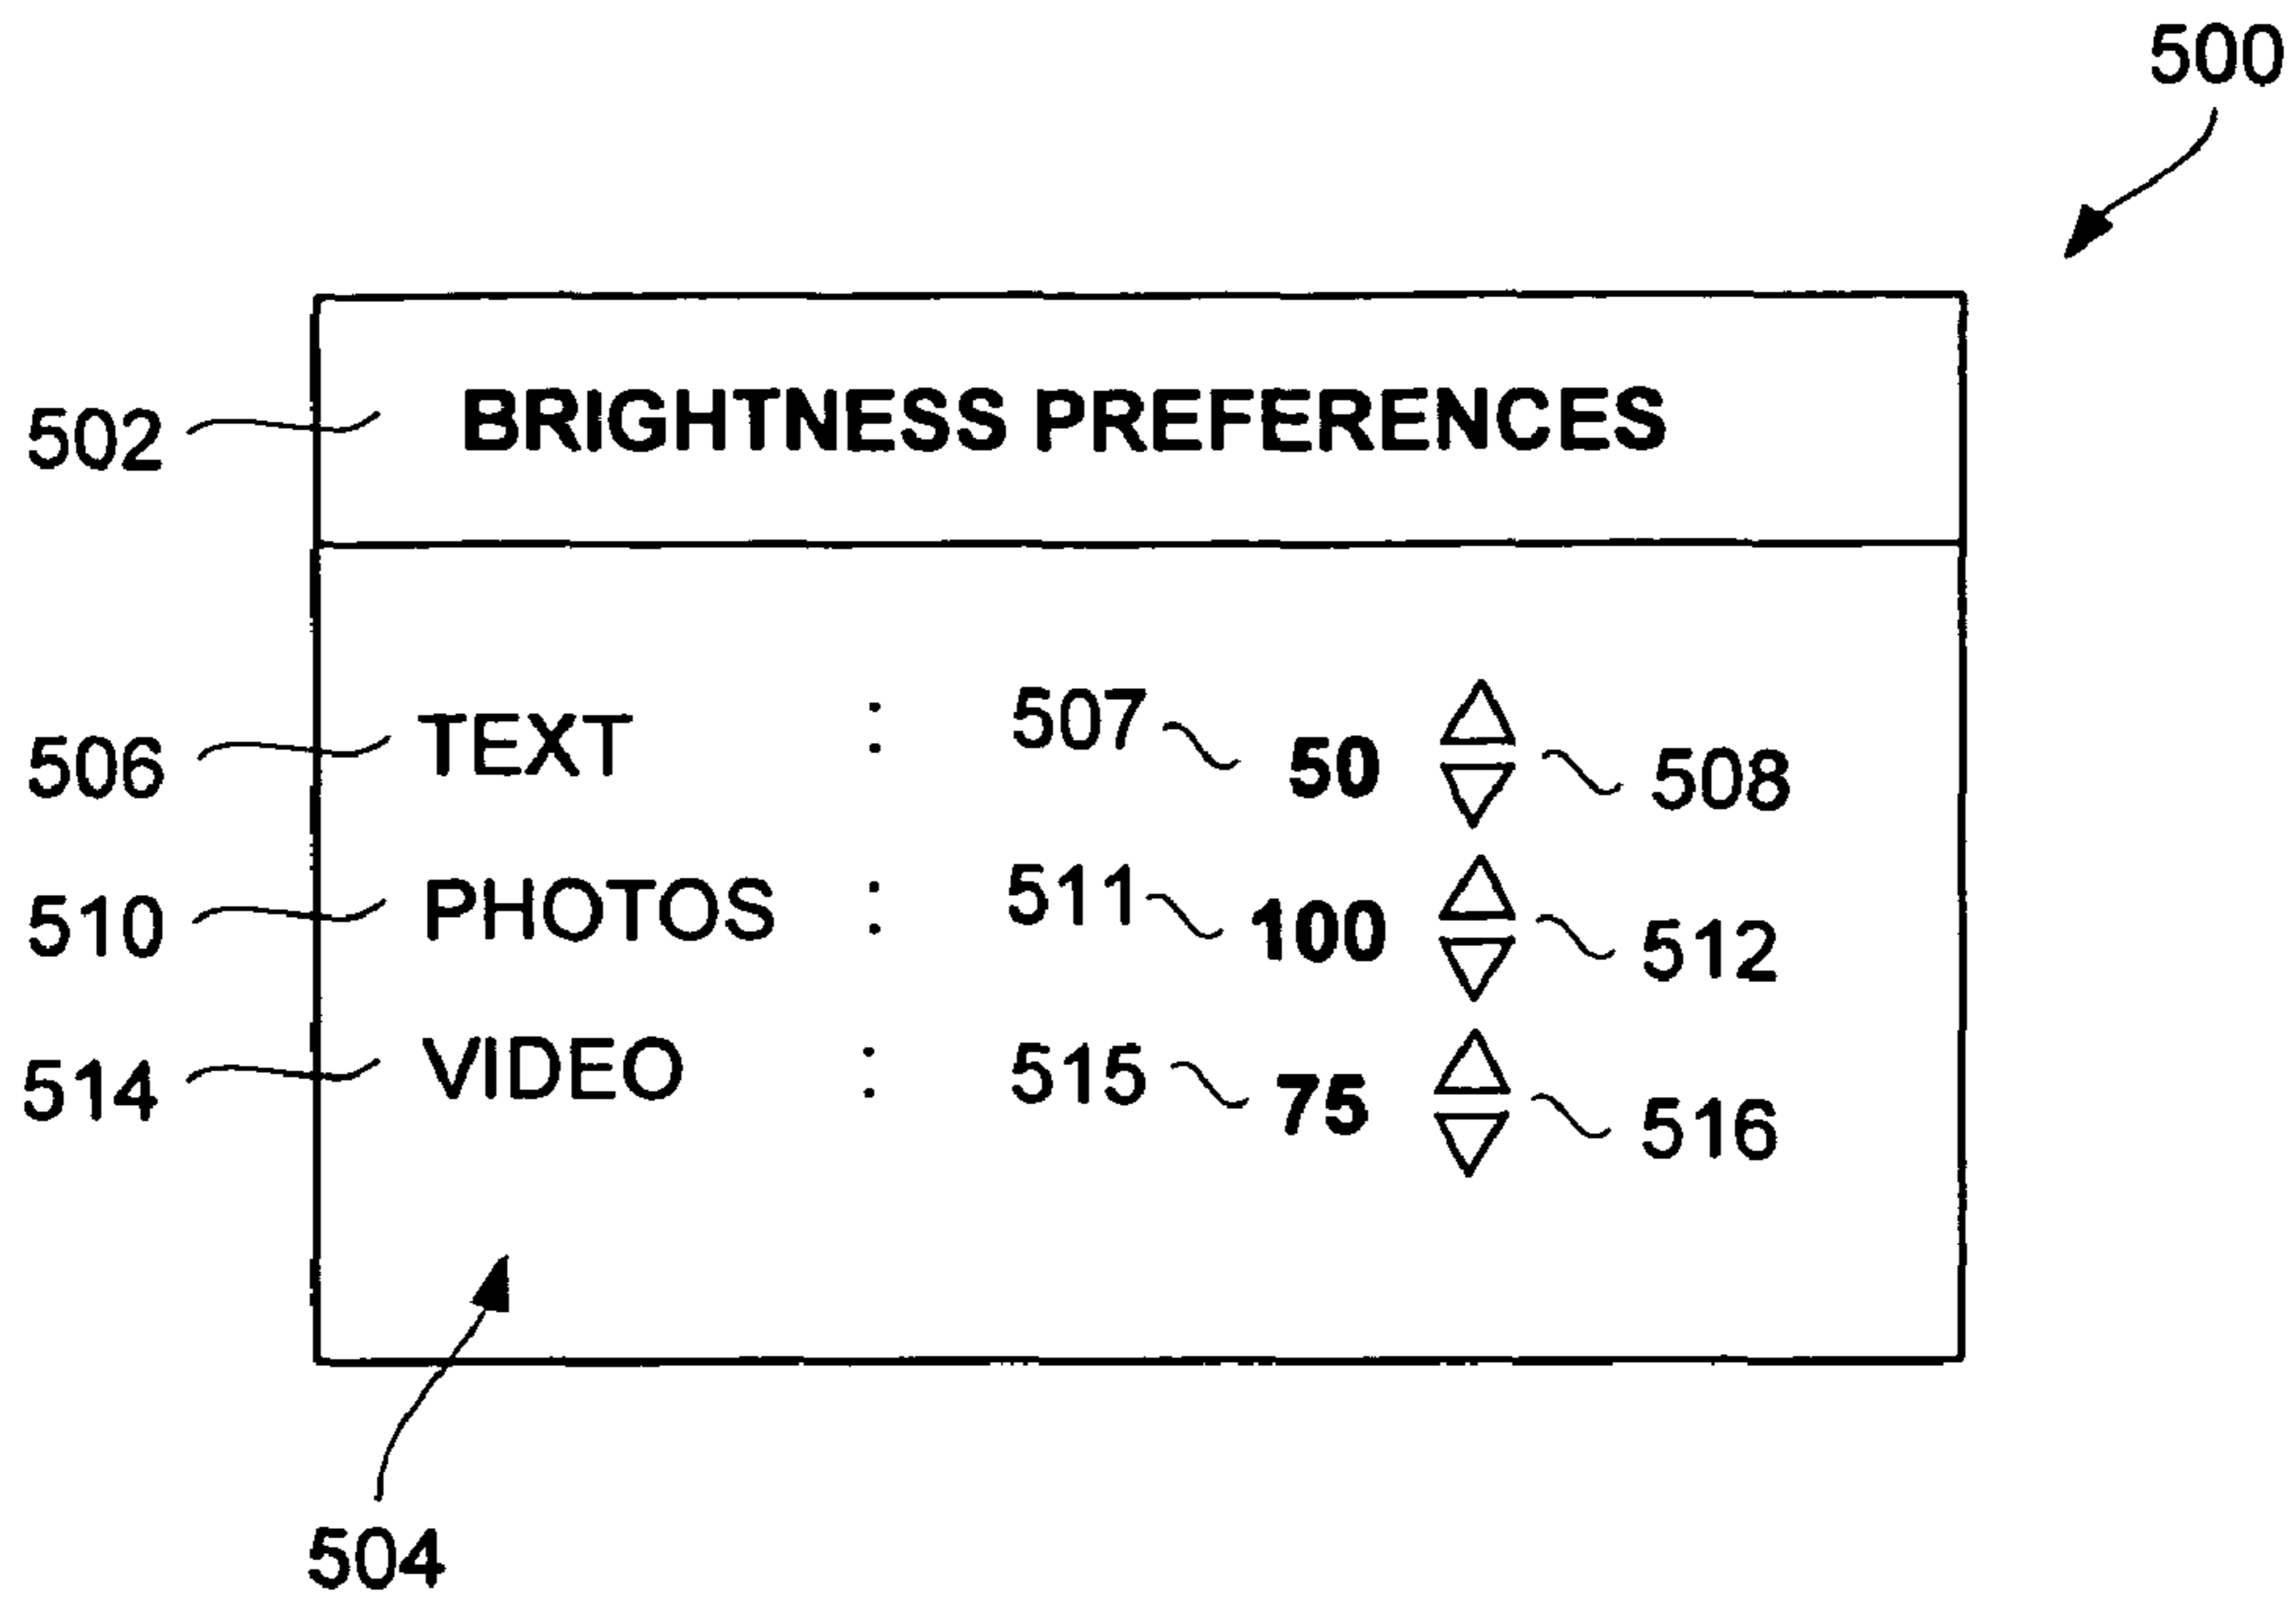 500
502 BRIGHTNESS PREFERENCES
506 TEXT : 507 50 508
510 PHOTOS : 511 100 512
514 VIDEO : 515 75 516
504